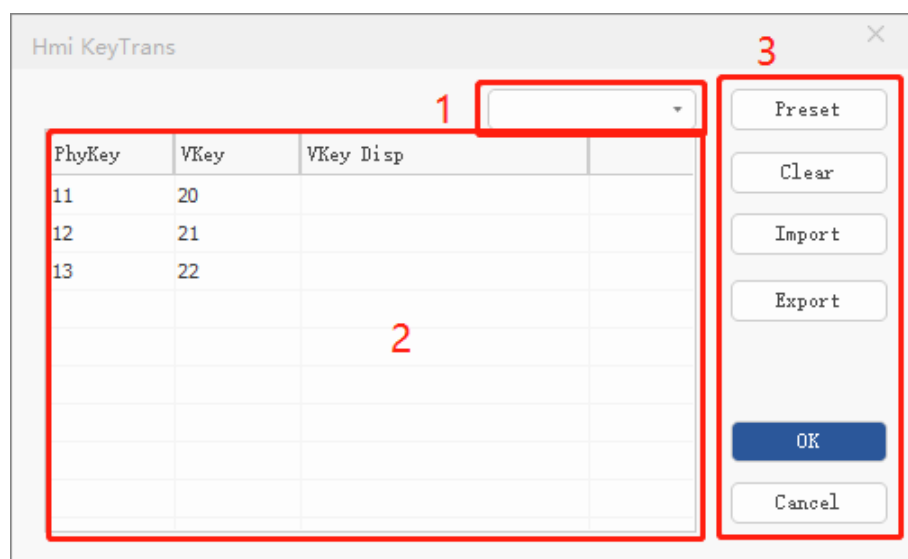 Hmi KeyTrans
3
1
Preset
PhyKey VKey VKey Disp
Clear
11 20
12 21
Import
13 22
Export
2
OK
Cancel